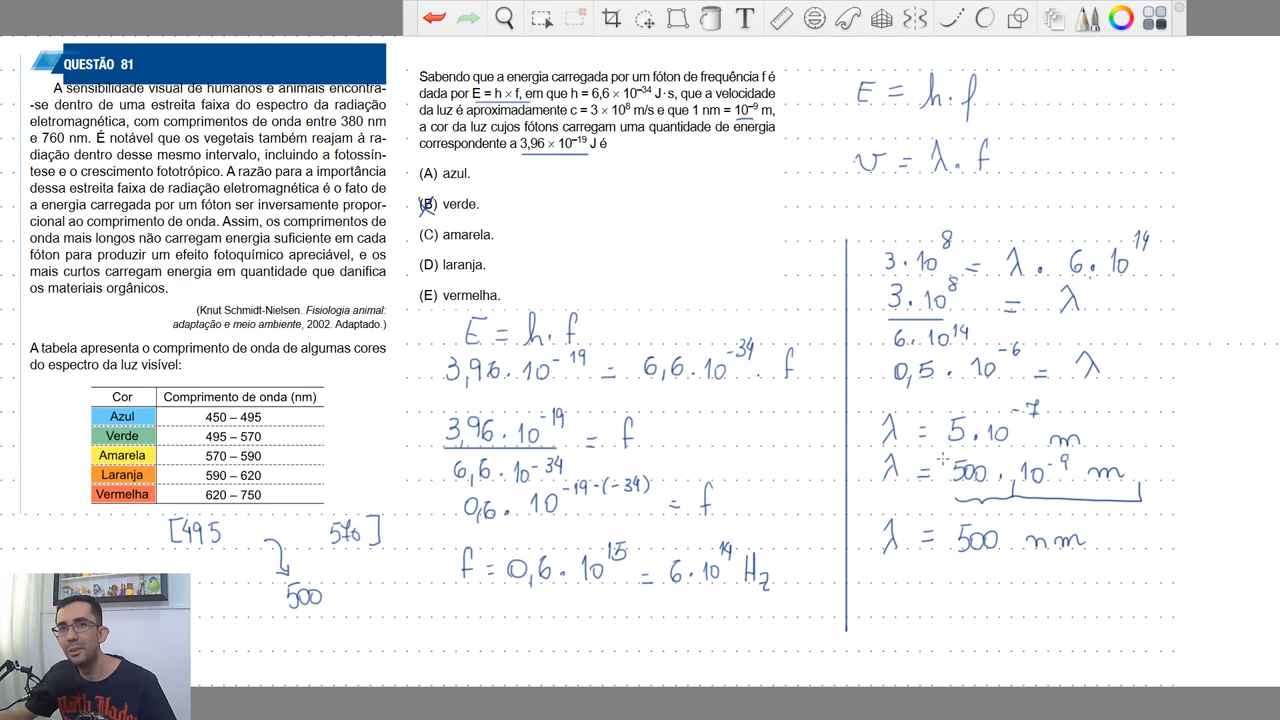 QUESTÃO 81
A sensibilidade visual de humanos e animais encontra-
-se dentro de uma estreita faixa do espectro da radiação
eletromagnética, com comprimentos de onda entre 380 nm
e 760 nm. É notável que os vegetais também reajam à ra-
diação dentro desse mesmo intervalo, incluindo a fotossín-
tese e o crescimento fototrópico. A razão para a importância
dessa estreita faixa de radiação eletromagnética é o fato de
a energia carregada por um fóton ser inversamente propor-
cional ao comprimento de onda. Assim, os comprimentos de
onda mais longos não carregam energia suficiente em cada
fóton para produzir um efeito fotoquímico apreciável, e os
mais curtos carregam energia em quantidade que danifica
os materiais orgânicos.
(Knut Schmidt-Nielsen. Fisiologia animal:
adaptação e meio ambiente, 2002. Adaptado.)
A tabela apresenta o comprimento de onda de algumas cores
do espectro da luz visível:
Cor Comprimento de onda (nm)
Azul 450 – 495
Verde 495 – 570
Amarela 570 – 590
Laranja 590 – 620
Vermelha 620 – 750
[495 570]
500
Sabendo que a energia carregada por um fóton de frequência f é
dada por E = h × f, em que h = 6,6 × 10⁻³⁴ J·s, que a velocidade
da luz é aproximadamente c = 3 × 10⁸ m/s e que 1 nm = 10⁻⁹ m,
a cor da luz cujos fótons carregam uma quantidade de energia
correspondente a 3,96 × 10⁻¹⁹ J é
(A) azul.
(B) verde.
(C) amarela.
(D) laranja.
(E) vermelha.
E = h.f
3,96.10⁻¹⁹ = 6,6.10⁻³⁴. f
3,96.10⁻¹⁹ = f
6,6.10⁻³⁴
0,6.10⁻¹⁹⁻⁽⁻³⁴⁾ = f
f = 0,6.10¹⁵ = 6.10¹⁴ Hz
E = h.f
v = λ.f
3.10⁸ = λ. 6.10¹⁴
3.10⁸ = λ
6.10¹⁴
0,5.10⁻⁶ = λ
λ = 5.10⁻⁷ m
λ = 500.10⁻⁹ m
λ = 500 nm